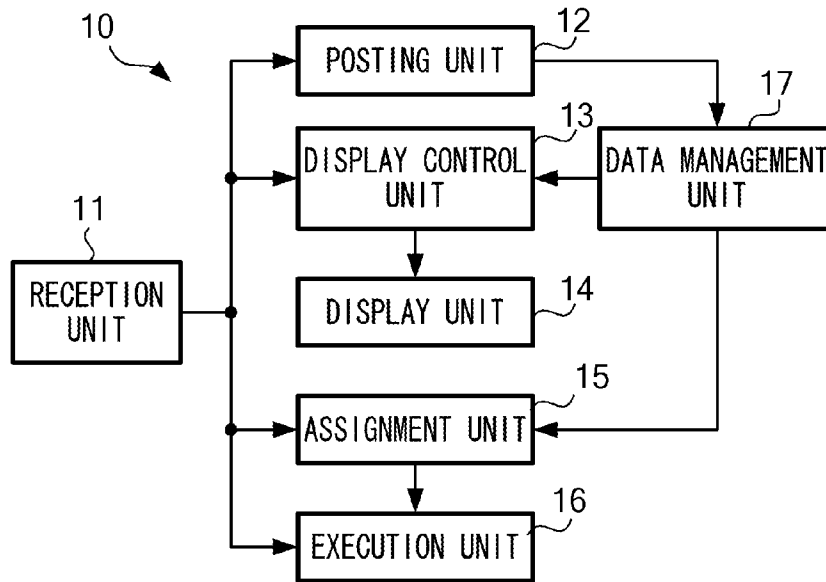 10
12
POSTING UNIT
17
13
DISPLAY CONTROL
UNIT
DATA MANAGEMENT
UNIT
11
RECEPTION
UNIT
14
DISPLAY UNIT
15
ASSIGNMENT UNIT
16
EXECUTION UNIT